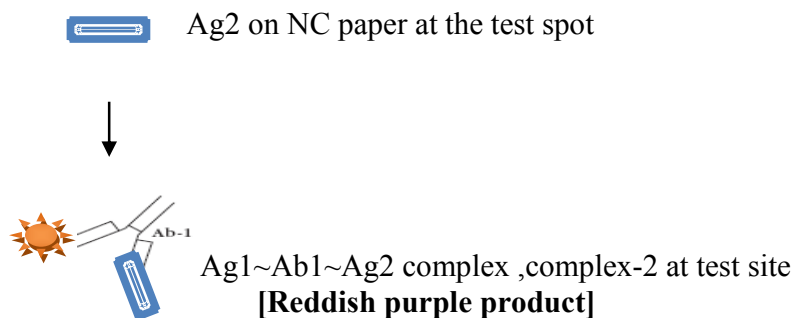 Ag2 on NC paper at the test spot
Ab-1
Ag1~Ab1~Ag2 complex ,complex-2 at test site
[Reddish purple product]